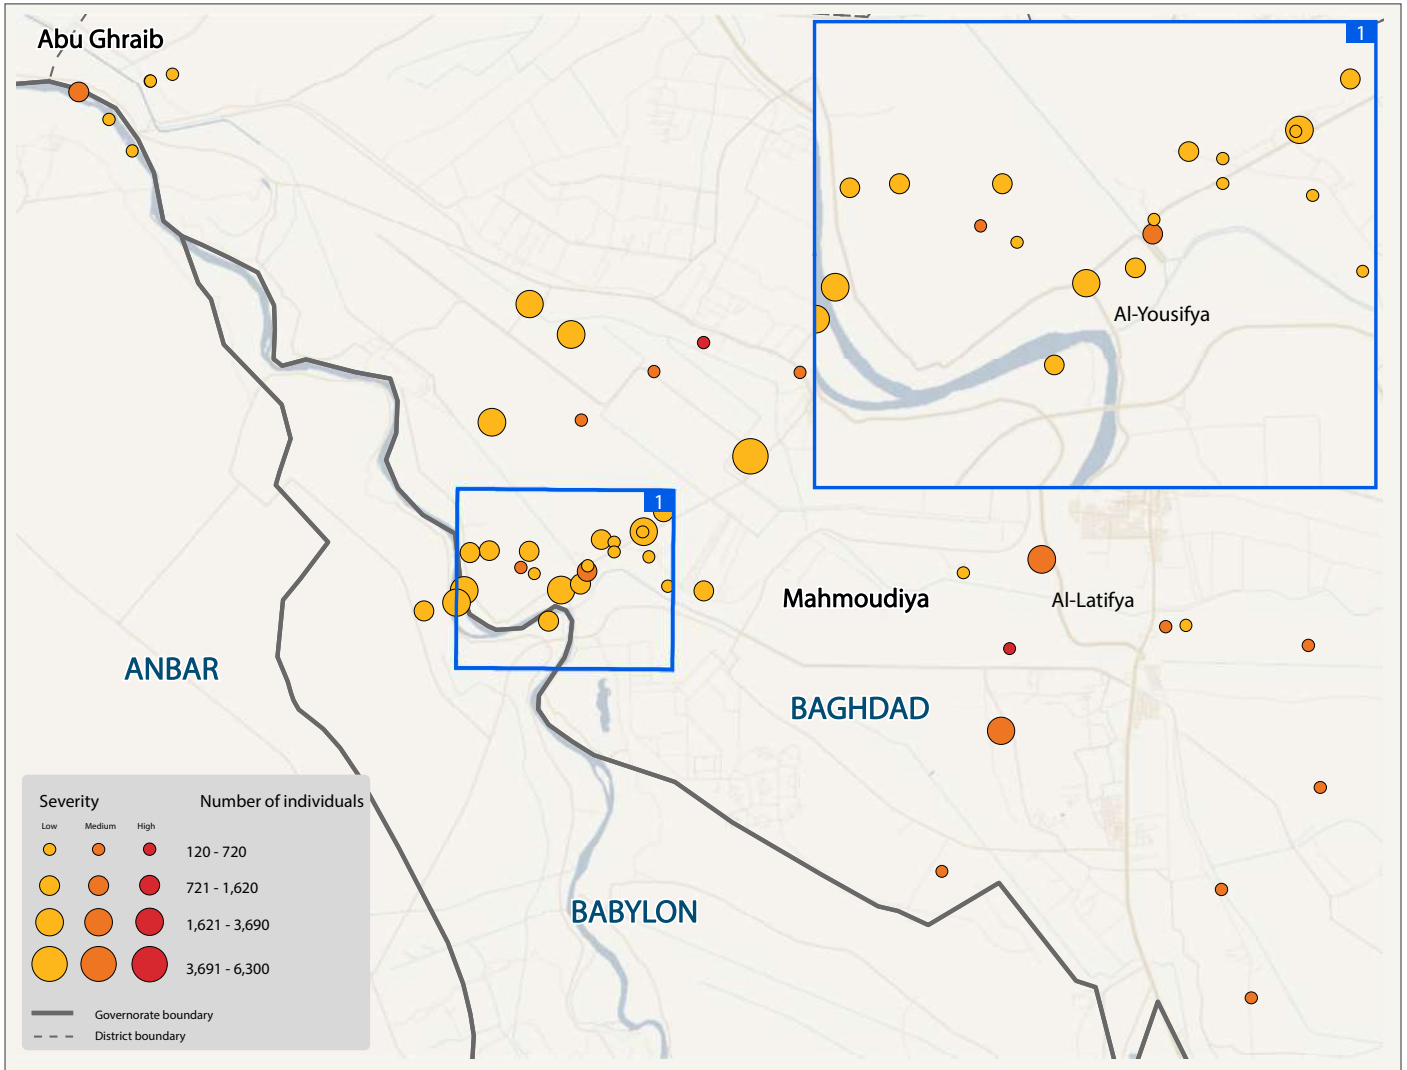 Abu Ghraib
1
Al-Yousifya
1
Mahmoudiya
Al-Latifya
ANBAR
BAGHDAD
BABYLON
Severity Number of individuals
Low Medium High
120 - 720
721 - 1,620
1,621 - 3,690
3,691 - 6,300
Governorate boundary
District boundary